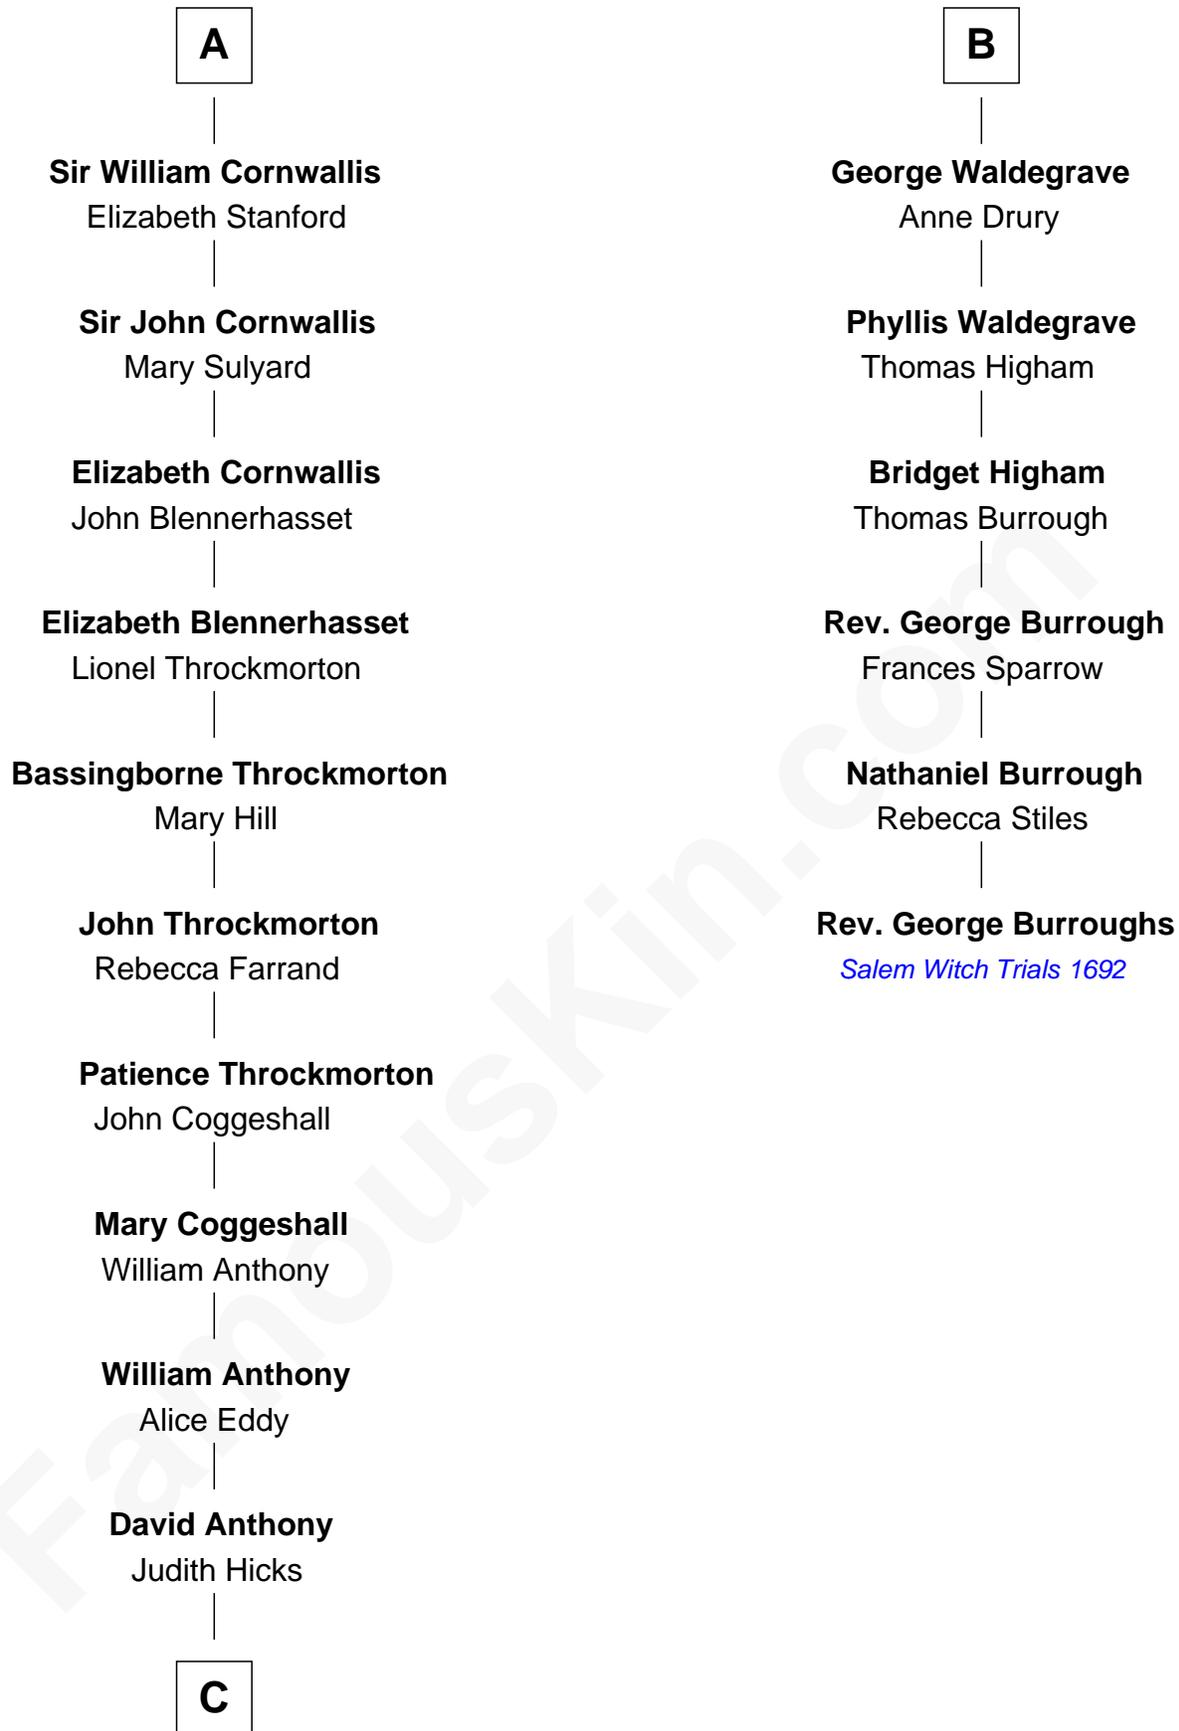 A
Sir William Cornwallis
Elizabeth Stanford
Sir John Cornwallis
Mary Sulyard
Elizabeth Cornwallis
John Blennerhasset
Elizabeth Blennerhasset
Lionel Throckmorton
Bassingborne Throckmorton
Mary Hill
John Throckmorton
Rebecca Farrand
Patience Throckmorton
John Coggeshall
Mary Coggeshall
William Anthony
William Anthony
Alice Eddy
David Anthony
Judith Hicks
C
B
George Waldegrave
Anne Drury
Phyllis Waldegrave
Thomas Higham
Bridget Higham
Thomas Burrough
Rev. George Burrough
Frances Sparrow
Nathaniel Burrough
Rebecca Stiles
Rev. George Burroughs
Salem Witch Trials 1692
FamousKin.com